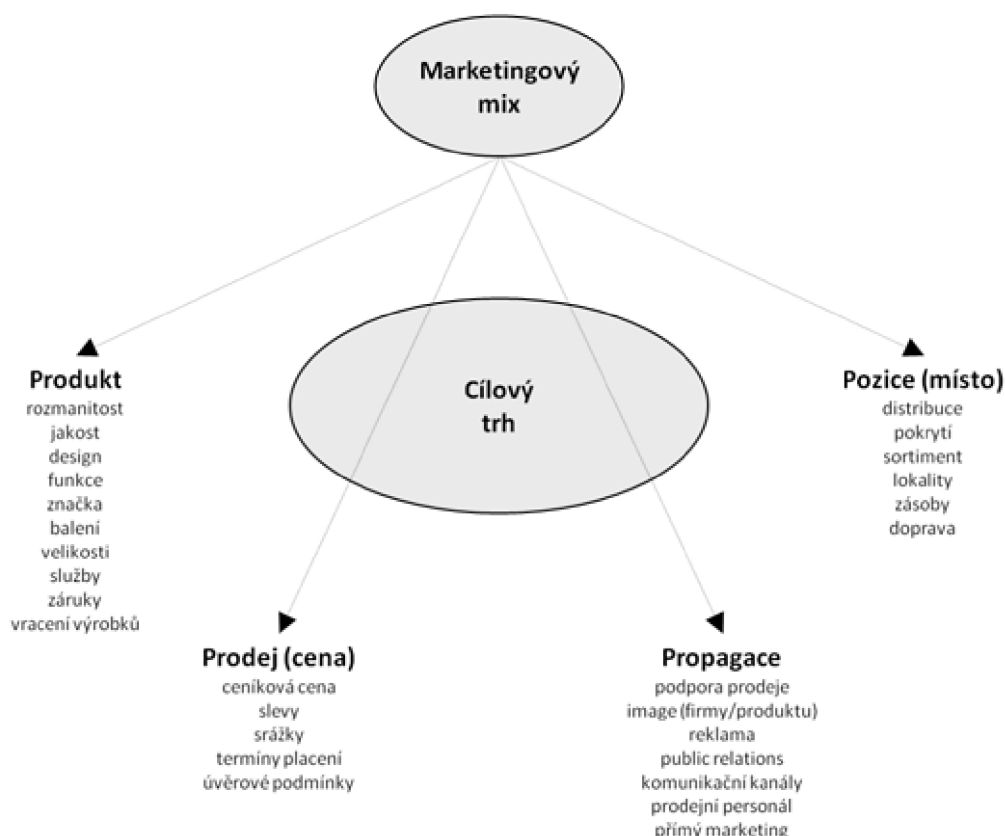 Marketingový
mix
Cílový
trh
Produkt
rozmanitost
jakost
design
funkce
značka
balení
velikosti
služby
záruky
vracení výrobků
Prodej (cena)
ceníková cena
slevy
srážky
termíny placení
úvěrové podmínky
Propagace
podpora prodeje
image (firmy/produktu)
reklama
public relations
komunikační kanály
prodejní personál
přímý marketing
Pozice (místo)
distribuce
pokrytí
sortiment
lokality
zásoby
doprava